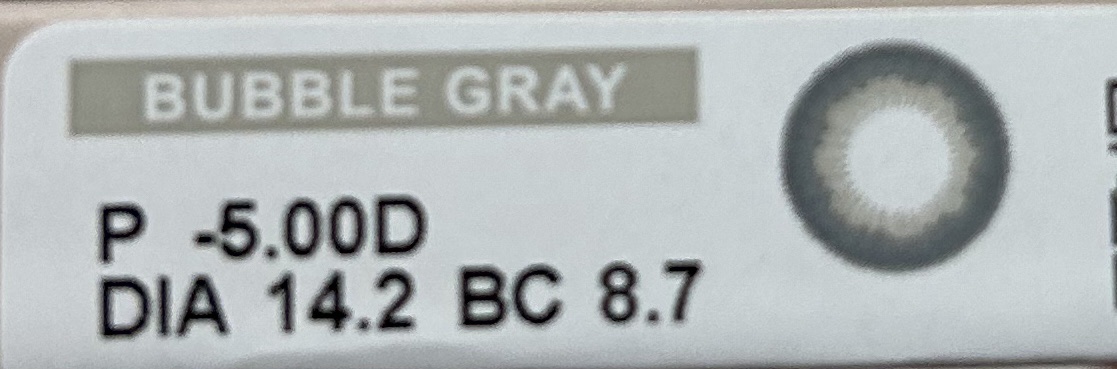 BUBBLE GRAY
P -5.00D
DIA 14.2 BC 8.7